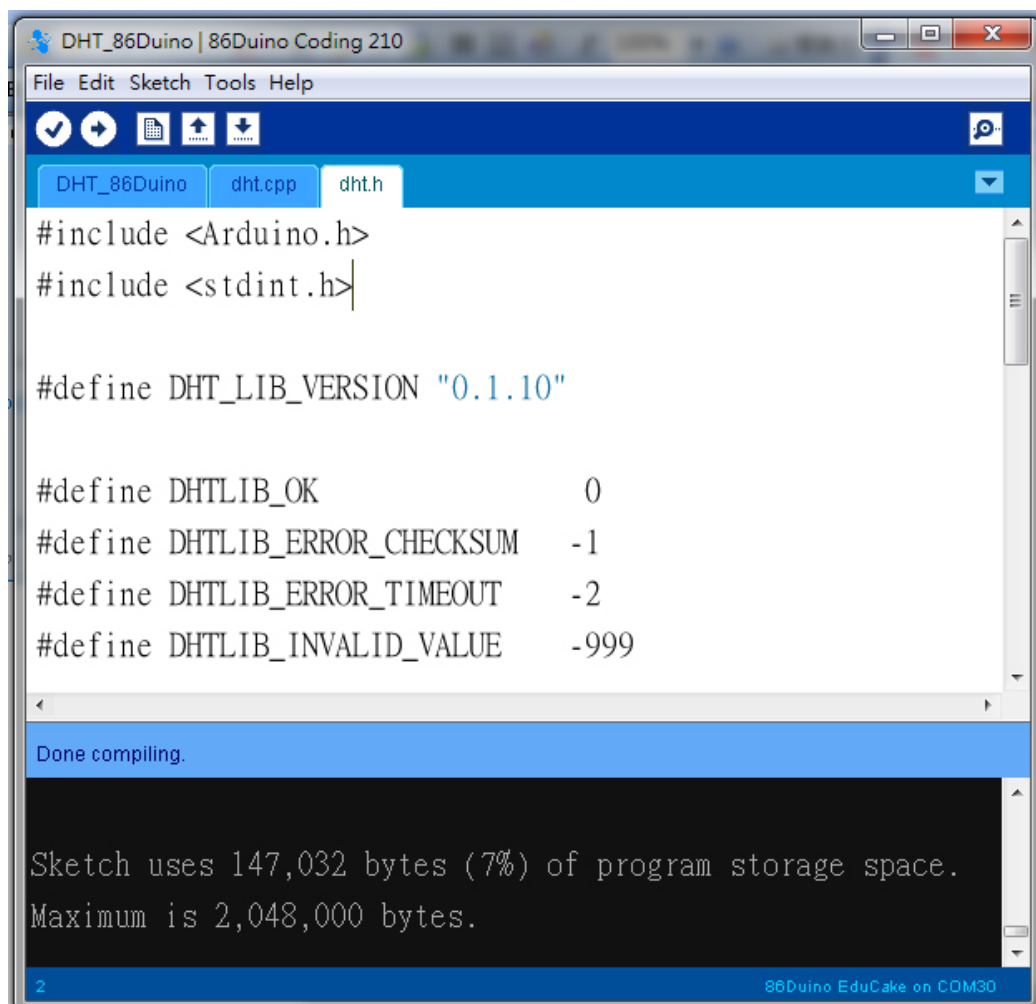 DHT_86Duino | 86Duino Coding 210
File Edit Sketch Tools Help
DHT_86Duino dht.cpp dht.h
#include <Arduino.h>
#include <stdint.h>
#define DHT_LIB_VERSION "0.1.10"
#define DHTLIB_OK 0
#define DHTLIB_ERROR_CHECKSUM -1
#define DHTLIB_ERROR_TIMEOUT -2
#define DHTLIB_INVALID_VALUE -999
Done compiling.
Sketch uses 147,032 bytes (7%) of program storage space.
Maximum is 2,048,000 bytes.
2 86Duino EduCake on COM30